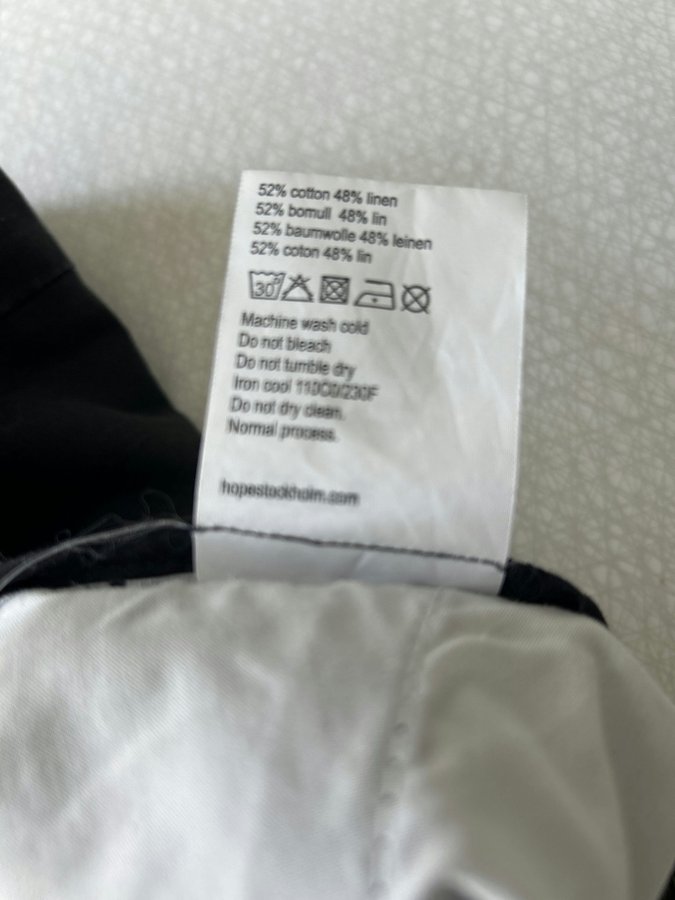 52% cotton 48% linen
52% bomull 48% lin
52% baumwolle 48% leinen
52% coton 48% lin
30°
Machine wash cold
Do not bleach
Do not tumble dry
Iron cool 110C0/230F
Do not dry clean.
Normal process.
hopestockholm.com